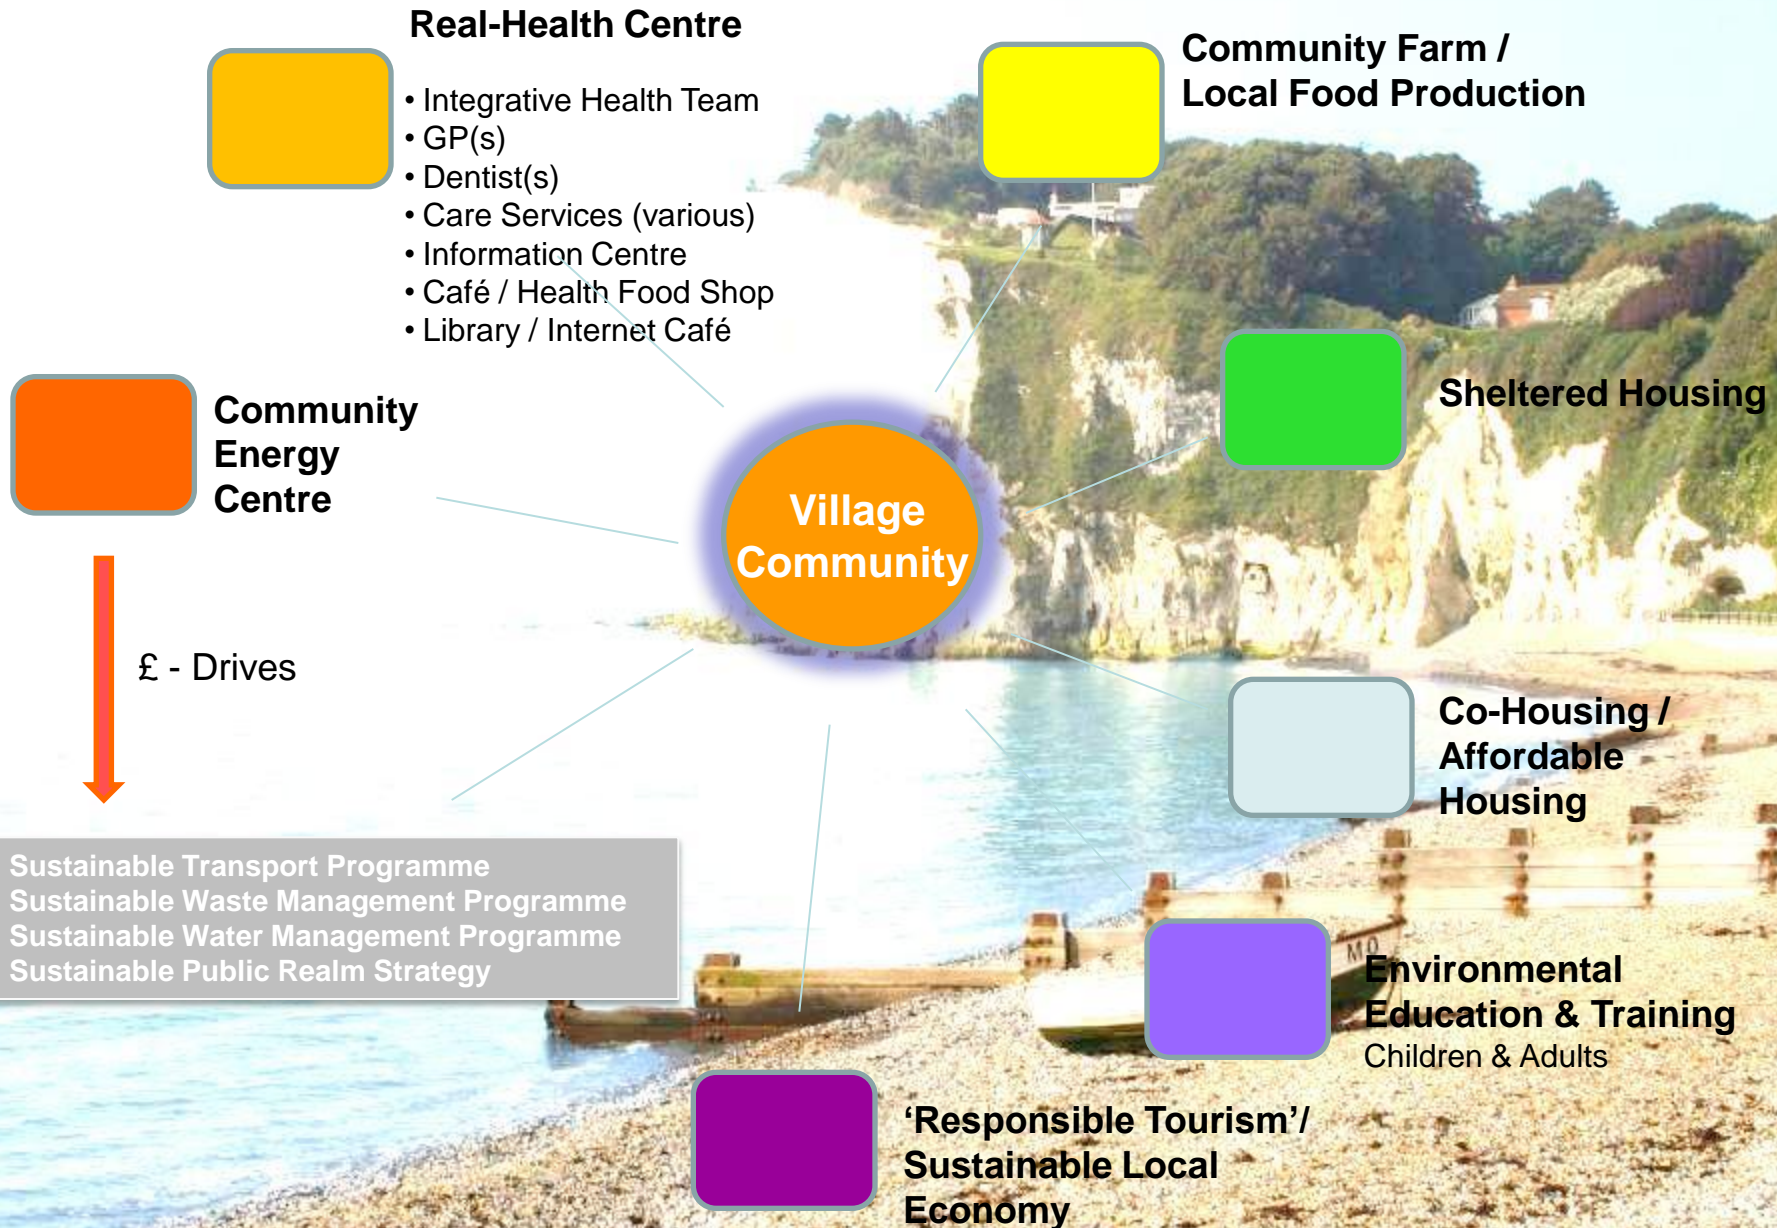 Real-Health Centre
• Integrative Health Team
• GP(s)
• Dentist(s)
• Care Services (various)
• Information Centre
• Café / Health Food Shop
• Library / Internet Café
Community Farm /
Local Food Production
Sheltered Housing
Community
Energy
Centre
Village
Community
£ - Drives
Co-Housing /
Affordable
Housing
Sustainable Transport Programme
Sustainable Waste Management Programme
Sustainable Water Management Programme
Sustainable Public Realm Strategy
Environmental
Education & Training
Children & Adults
‘Responsible Tourism’/
Sustainable Local
Economy